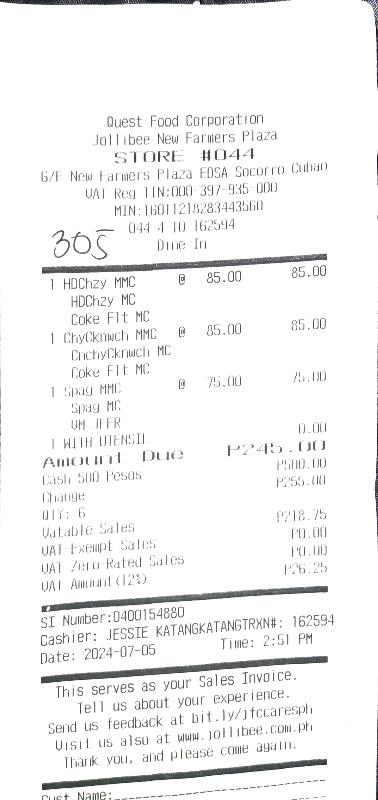 Quest Food Corporation
Jollibee New Farmers Plaza
STORE #044
G/F New Farmers Plaza EDSA Socorro Cubao
VAT Reg TIN:000-397-935-000
MIN:16011218283443560
044 4 10 162594
305
Dine In
1 HDChzy MMC @ 85.00 85.00
HDChzy MC
Coke Flt MC
1 ChyCknwch MMC @ 85.00 85.00
CnchyCknwch MC
Coke Flt MC
1 Spag MMC @ 75.00 75.00
Spag MC
VM JFFR
1 WITH UTENSIL 0.00
Amount Due P245.00
Cash 500 Pesos P500.00
Change P255.00
QTY: 6
Vatable Sales P218.75
VAT Exempt Sales P0.00
VAT Zero-Rated Sales P0.00
VAT Amount(12%) P26.25
SI Number:0400154880
Cashier: JESSIE KATANGKATANGTRXN#: 162594
Date: 2024-07-05 Time: 2:51 PM
This serves as your Sales Invoice.
Tell us about your experience.
Send us feedback at bit.ly/jfccaresph
Visit us also at www.jollibee.com.ph
Thank you, and please come again.
Cust Name: